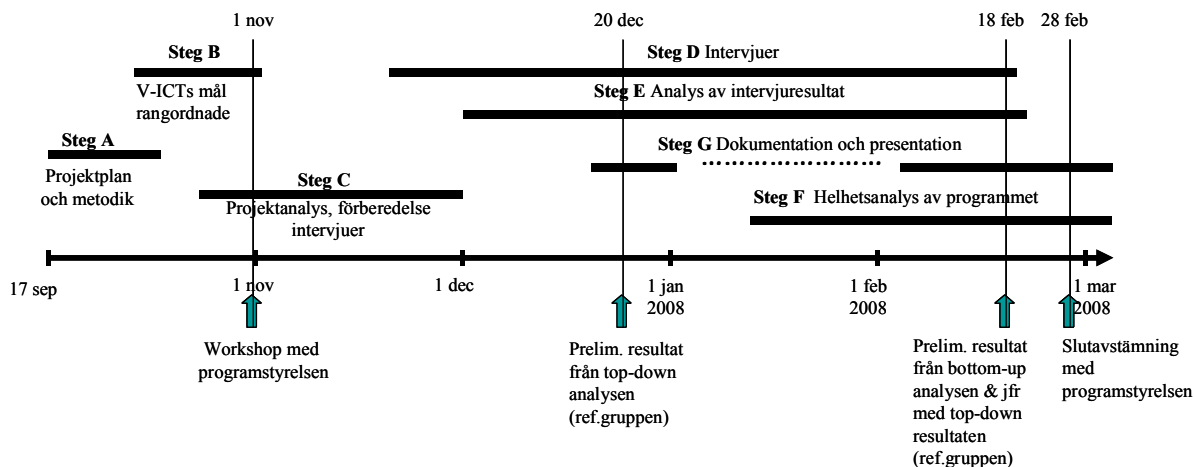 1 nov
20 dec
18 feb
28 feb
Steg B
V-ICTs mål
rangordnade
Steg D Intervjuer
Steg E Analys av intervjuresultat
Steg A
Projektplan
och metodik
Steg G Dokumentation och presentation
Steg C
Projektanalys, förberedelse
intervjuer
Steg F Helhetsanalys av programmet
17 sep
1 nov
1 dec
1 jan
2008
1 feb
2008
1 mar
2008
Workshop med
programstyrelsen
Prelim. resultat
från top-down
analysen
(ref.gruppen)
Prelim. resultat
från bottom-up
analysen & jfr
med top-down
resultaten
(ref.gruppen)
Slutavstämning
med
programstyrelsen